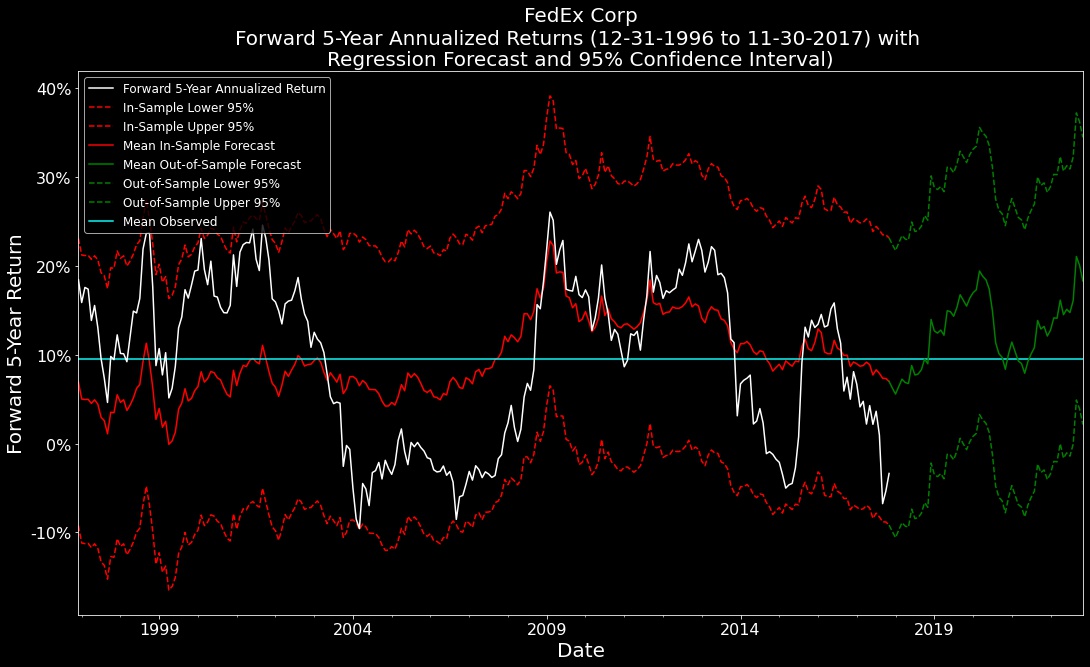 FedEx Corp
Forward 5-Year Annualized Returns (12-31-1996 to 11-30-2017) with
Regression Forecast and 95% Confidence Interval)
Forward 5-Year Annualized Return
In-Sample Lower 95%
In-Sample Upper 95%
Mean In-Sample Forecast
Mean Out-of-Sample Forecast
Out-of-Sample Lower 95%
Out-of-Sample Upper 95%
Mean Observed
Forward 5-Year Return
40%
30%
20%
10%
0%
-10%
1999
2004
2009
2014
2019
Date